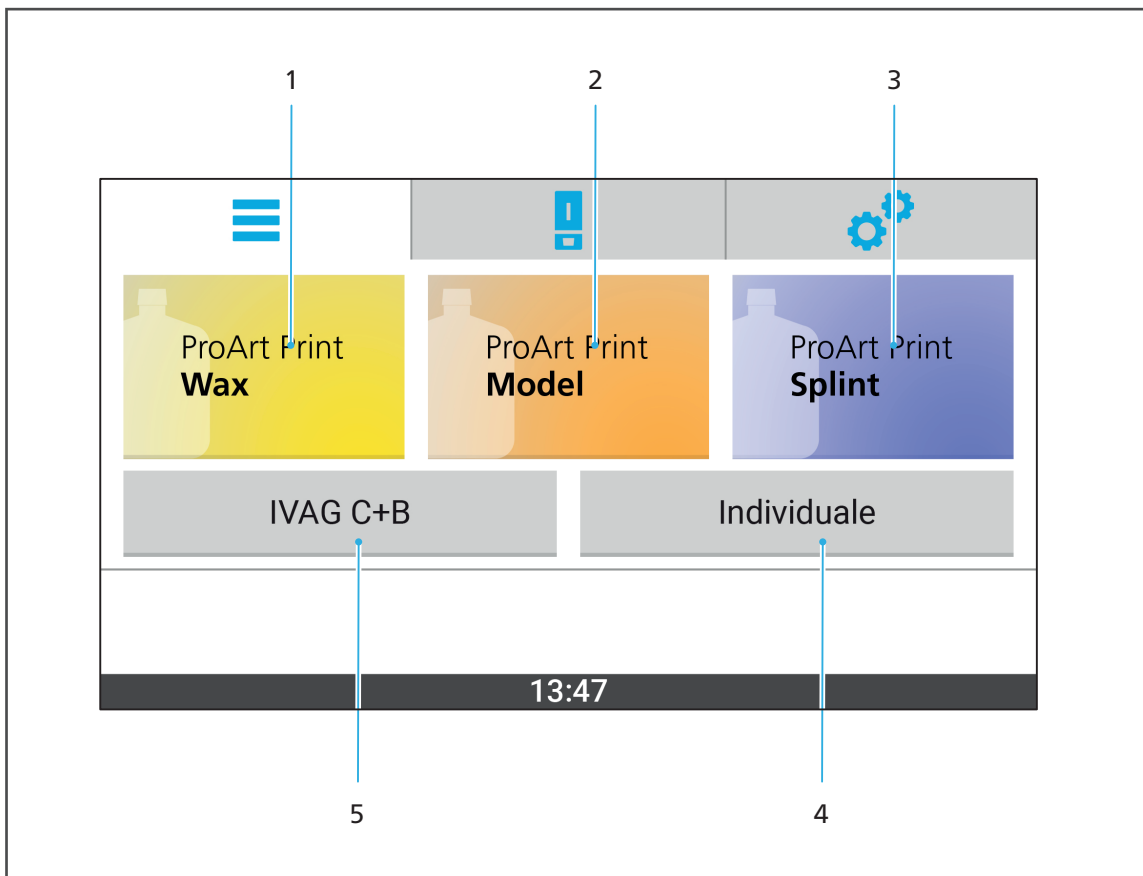 1 2 3
ProArt Print
Wax
ProArt Print
Model
ProArt Print
Splint
IVAG C+B
Individuale
13:47
5 4